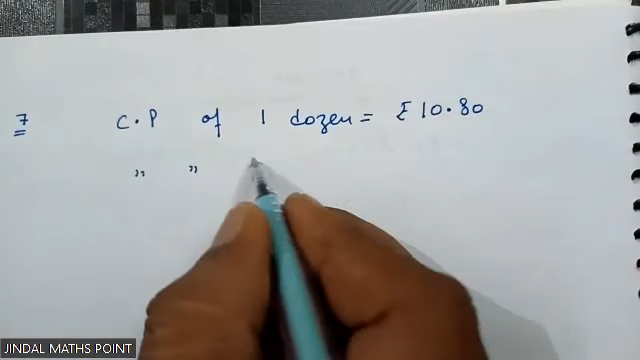 7 C.P of 1 dozen = ₹10.80
,, ,,
JINDAL MATHS POINT